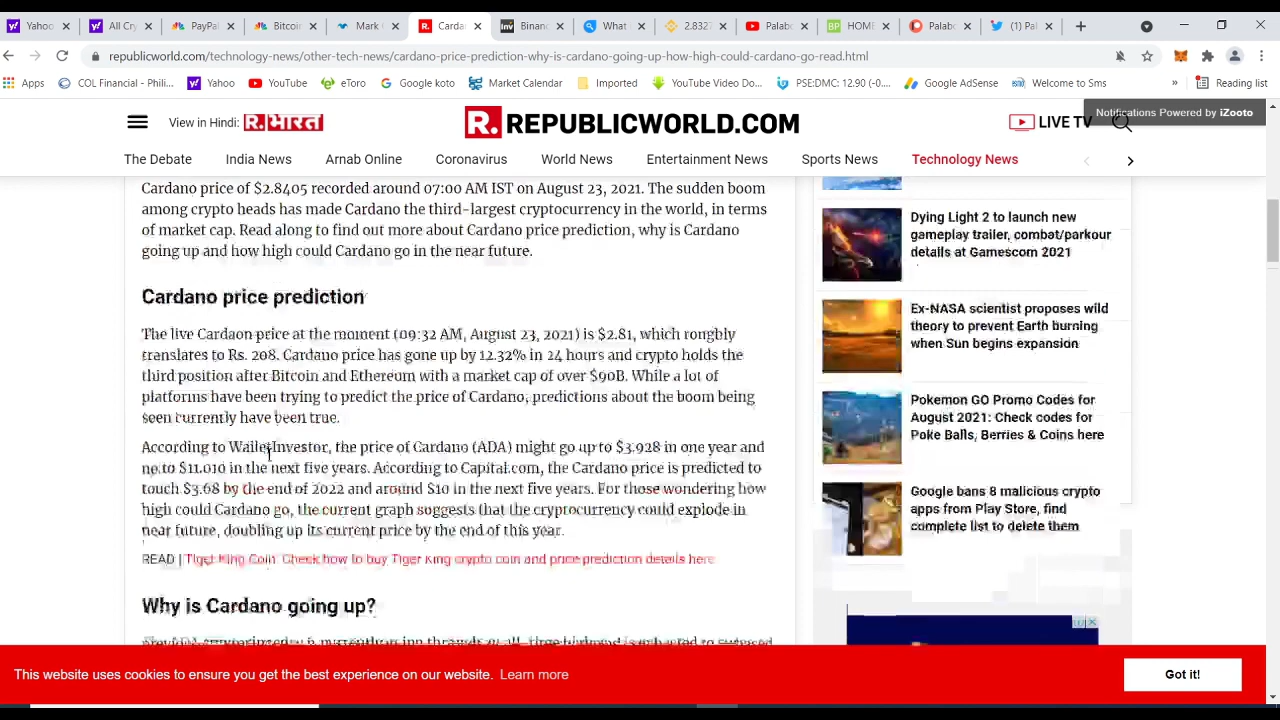 Yahoo
All Cry
PayPal
Bitcoin
Mark C
Carda
Binanc
What
2.8327
Palab
HOME
Palabo
(1) Pal
republicworld.com/technology-news/other-tech-news/cardano-price-prediction-why-is-cardano-going-up-how-high-could-cardano-go-read.html
Apps COL Financial - Phili... Yahoo YouTube eToro Google koto Market Calendar Imported YouTube Video Do... PSE:DMC: 12.90 (-0.... Google AdSense Welcome to Sms » Reading list
Notifications Powered by iZooto
View in Hindi: R.भारत
R. REPUBLICWORLD.COM
LIVE TV
The Debate India News Arnab Online Coronavirus World News Entertainment News Sports News Technology News
Cardano price of $2.8405 recorded around 07:00 AM IST on August 23, 2021. The sudden boom
among crypto heads has made Cardano the third-largest cryptocurrency in the world, in terms
of market cap. Read along to find out more about Cardano price prediction, why is Cardano
going up and how high could Cardano go in the near future.
Cardano price prediction
The live Cardaon price at the moment (09:32 AM, August 23, 2021) is $2.81, which roughly
translates to Rs. 208. Cardano price has gone up by 12.32% in 24 hours and crypto holds the
third position after Bitcoin and Ethereum with a market cap of over $90B. While a lot of
platforms have been trying to predict the price of Cardano, predictions about the boom being
seen currently have been true.
According to WalletInvestor, the price of Cardano (ADA) might go up to $3.928 in one year and
up to $11.010 in the next five years. According to Capital.com, the Cardano price is predicted to
touch $3.68 by the end of 2022 and around $10 in the next five years. For those wondering how
high could Cardano go, the current graph suggests that the cryptocurrency could explode in
near future, doubling up its current price by the end of this year.
READ | Tiger King Coin: Check how to buy Tiger King crypto coin and price prediction details here
Why is Cardano going up?
Dying Light 2 to launch new
gameplay trailer, combat/parkour
details at Gamescom 2021
Ex-NASA scientist proposes wild
theory to prevent Earth burning
when Sun begins expansion
Pokemon GO Promo Codes for
August 2021: Check codes for
Poke Balls, Berries & Coins here
Google bans 8 malicious crypto
apps from Play Store, find
complete list to delete them
This website uses cookies to ensure you get the best experience on our website. Learn more
Got it!